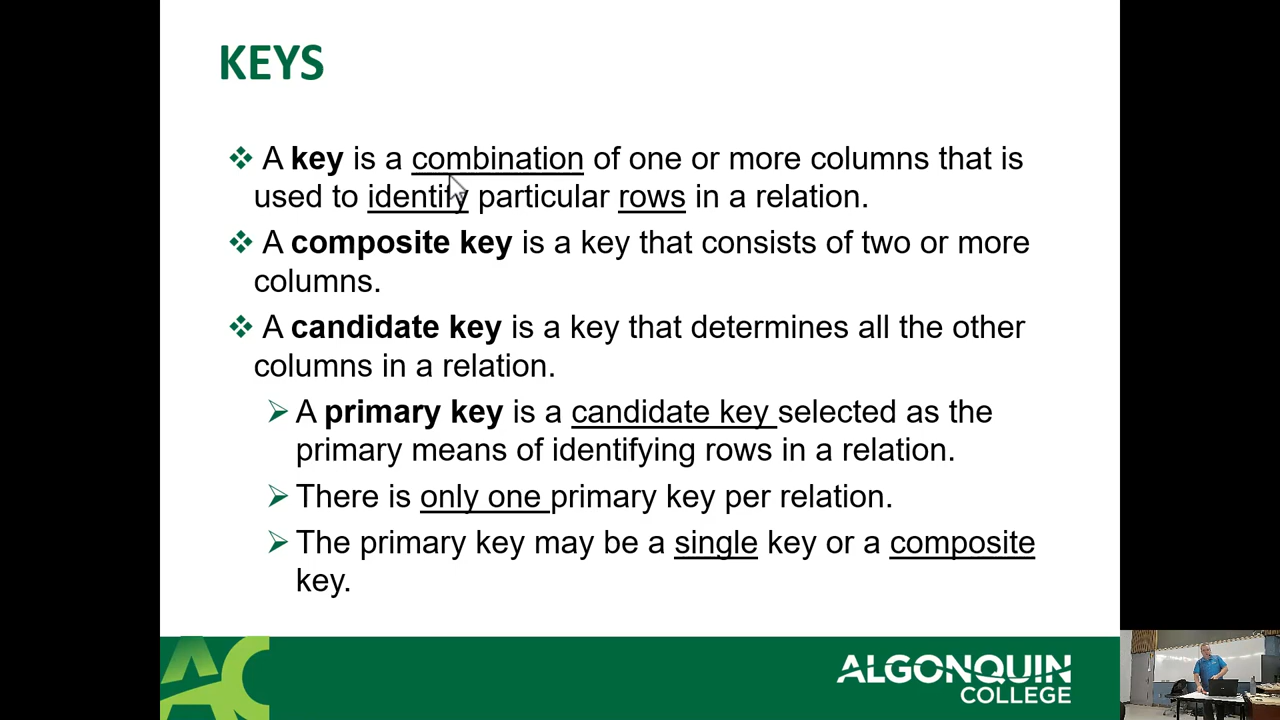 KEYS
A key is a combination of one or more columns that is
used to identify particular rows in a relation.
A composite key is a key that consists of two or more
columns.
A candidate key is a key that determines all the other
columns in a relation.
A primary key is a candidate key selected as the
primary means of identifying rows in a relation.
There is only one primary key per relation.
The primary key may be a single key or a composite
key.
AC
ALGONQUIN
COLLEGE